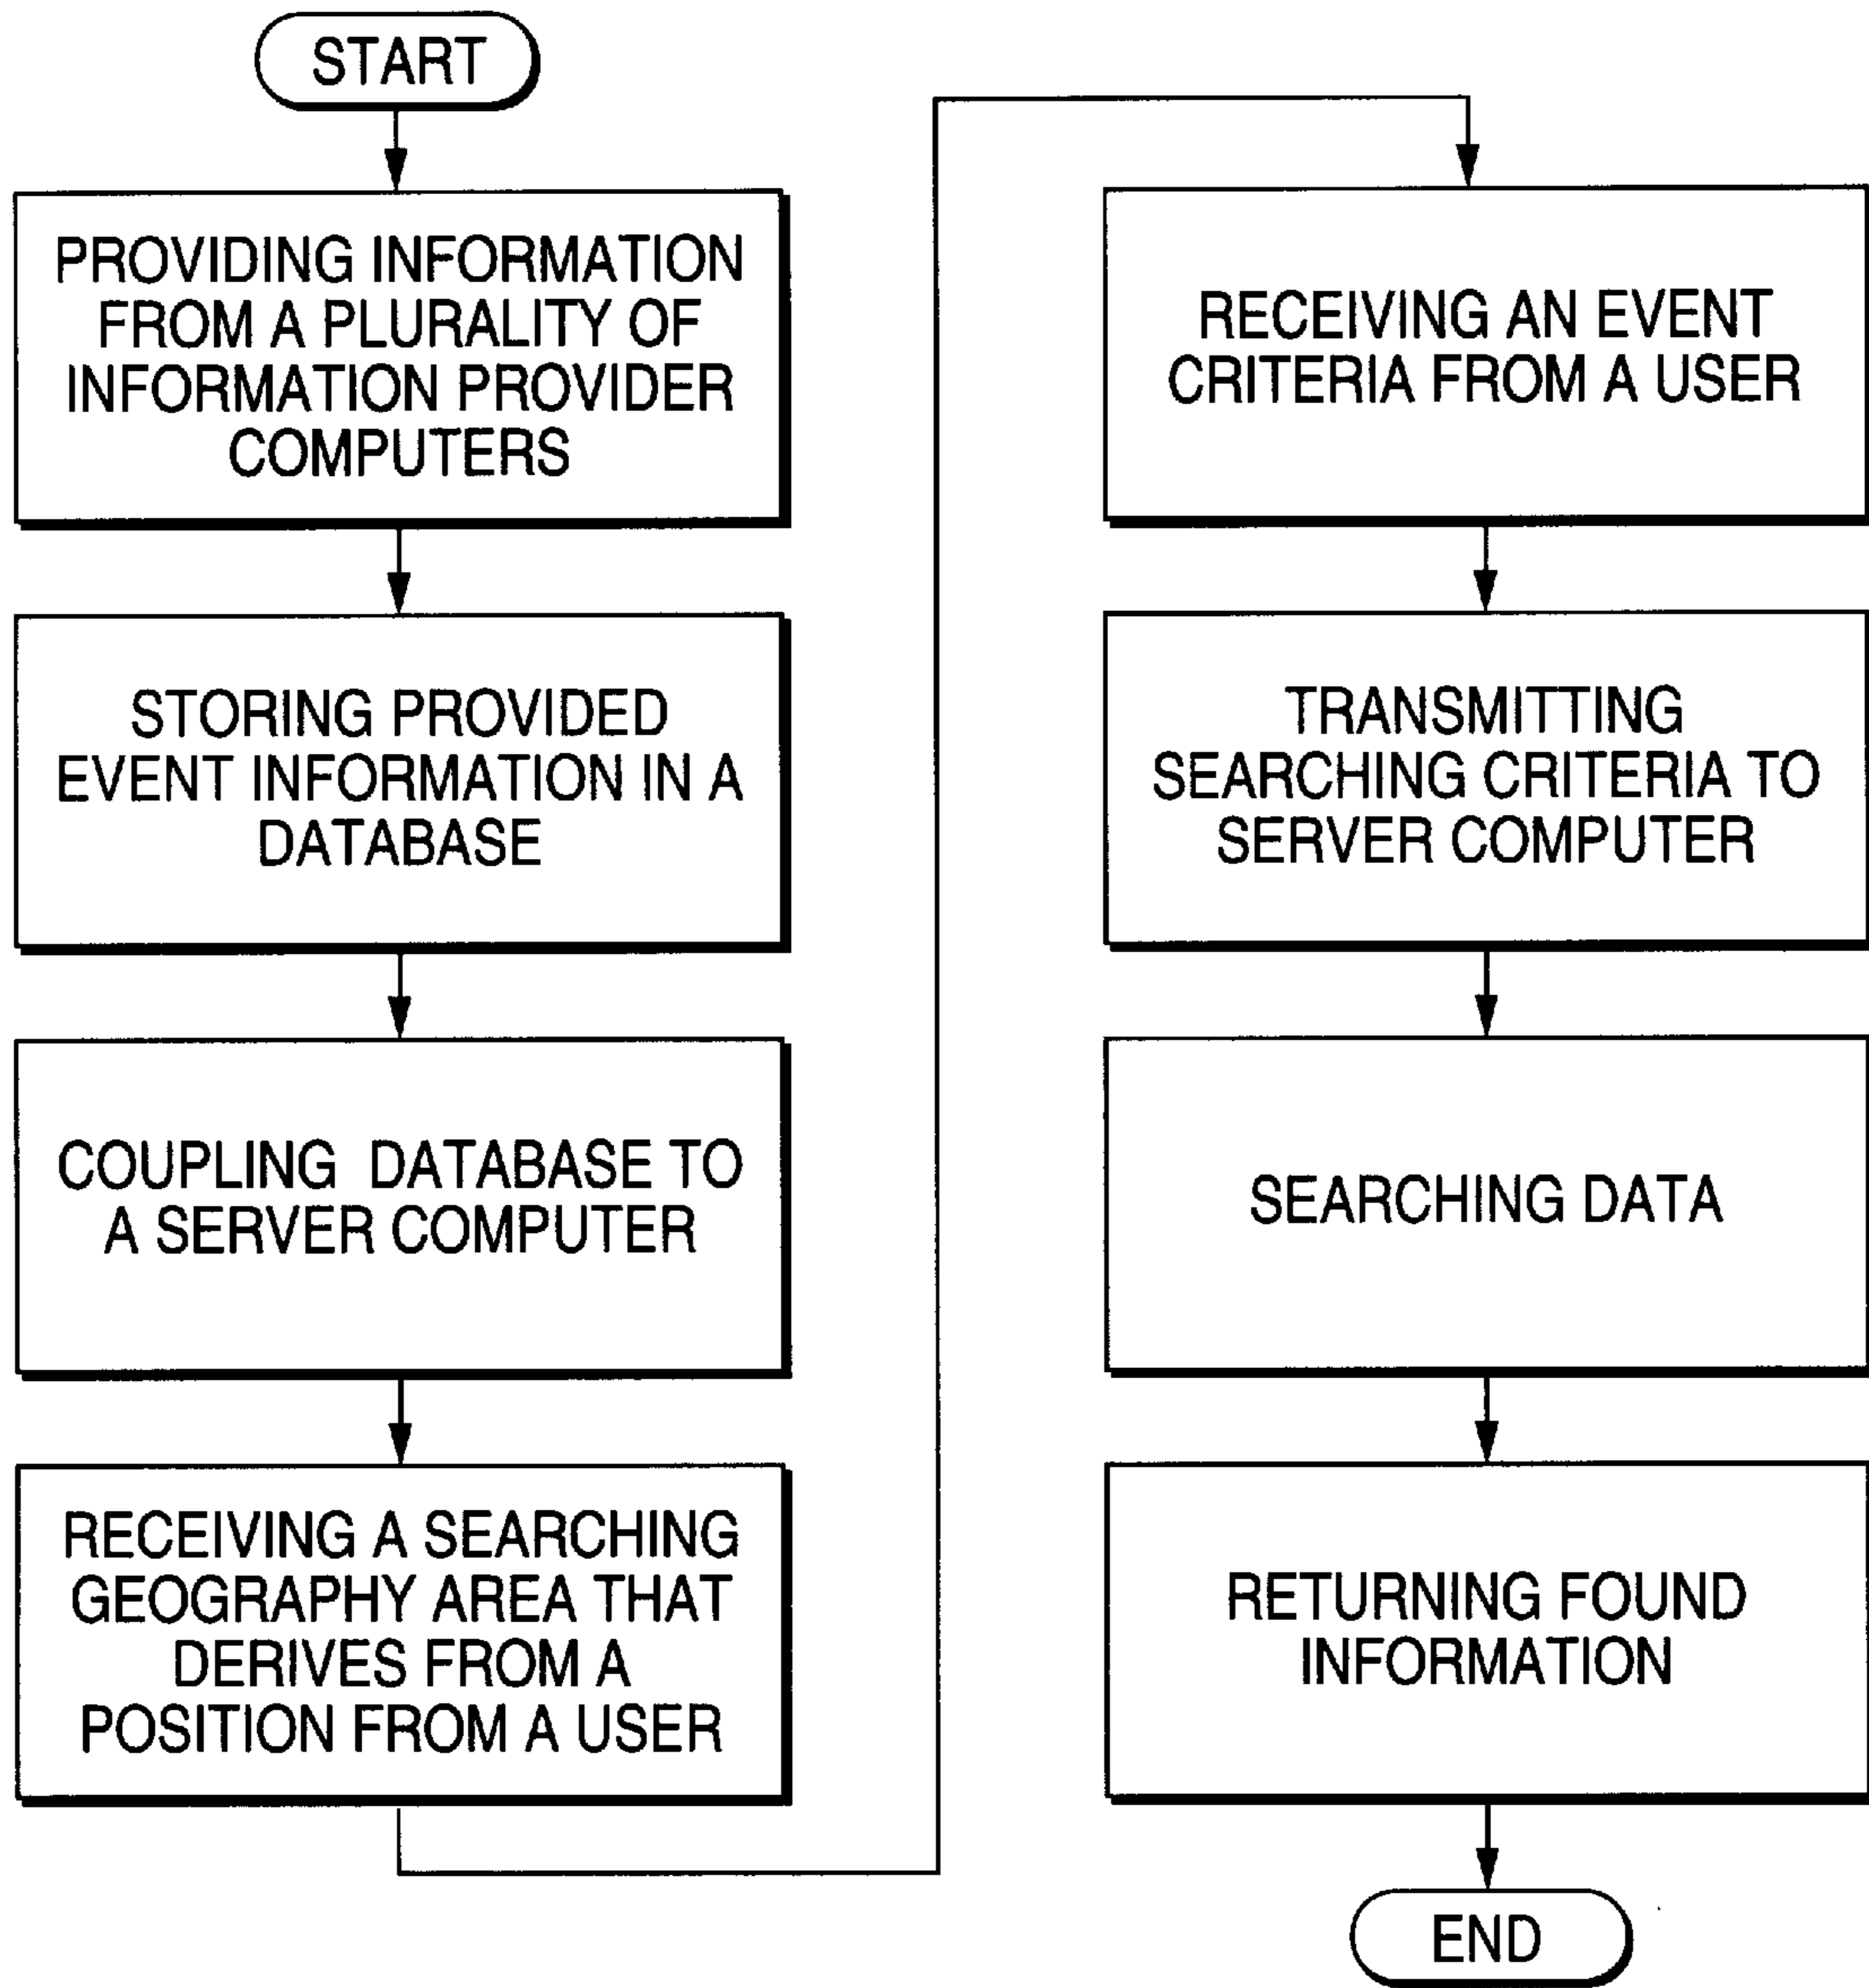 START
PROVIDING INFORMATION
FROM A PLURALITY OF
INFORMATION PROVIDER
COMPUTERS
STORING PROVIDED
EVENT INFORMATION IN A
DATABASE
COUPLING DATABASE TO
A SERVER COMPUTER
RECEIVING A SEARCHING
GEOGRAPHY AREA THAT
DERIVES FROM A
POSITION FROM A USER
RECEIVING AN EVENT
CRITERIA FROM A USER
TRANSMITTING
SEARCHING CRITERIA TO
SERVER COMPUTER
SEARCHING DATA
RETURNING FOUND
INFORMATION
END